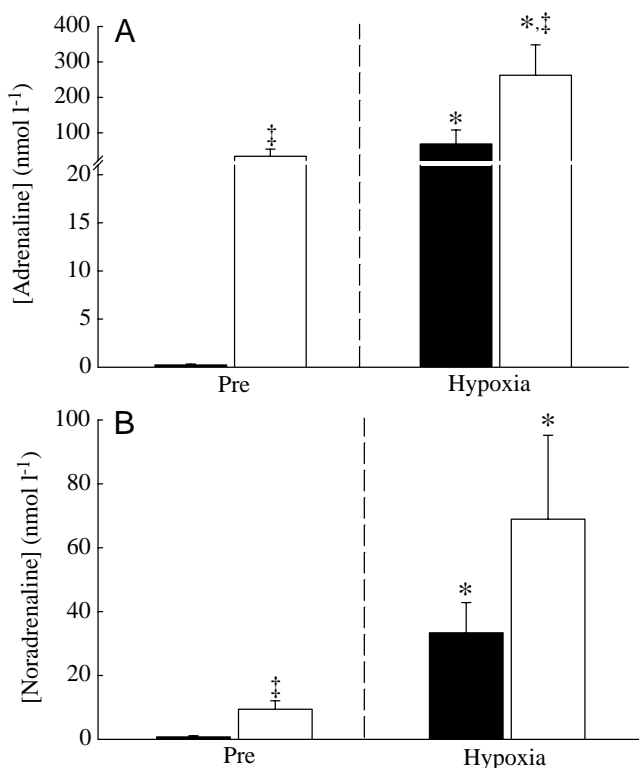 A
400
300
200
100
20
15
10
5
0
[Adrenaline] (nmol l-1)
‡
*
*,‡
Pre
Hypoxia
B
100
80
60
40
20
0
[Noradrenaline] (nmol l-1)
‡
*
*
Pre
Hypoxia